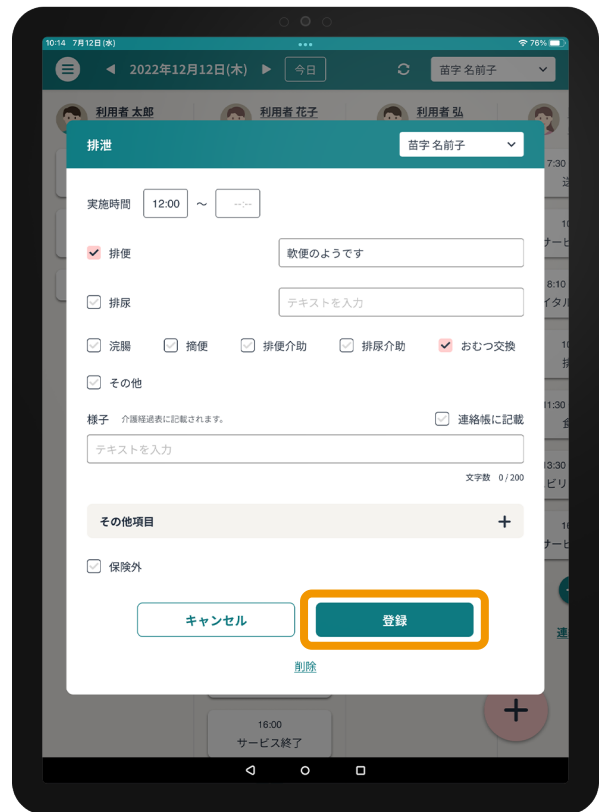 10:14 7月12日(水) 76%
2022年12月12日(木) 今日 苗字 名前子
利用者 太郎 利用者 花子 利用者 弘
排泄 苗字 名前子
7:30
実施時間 12:00 ～ --:--
排便 軟便のようです
8:10
排尿 テキストを入力
浣腸 摘便 排便介助 排尿介助 おむつ交換
その他
11:30
様子 介護経過表に記載されます。 連絡帳に記載
テキストを入力
13:30
文字数 0/200
その他項目
保険外
キャンセル 登録
削除
16:00
サービス終了